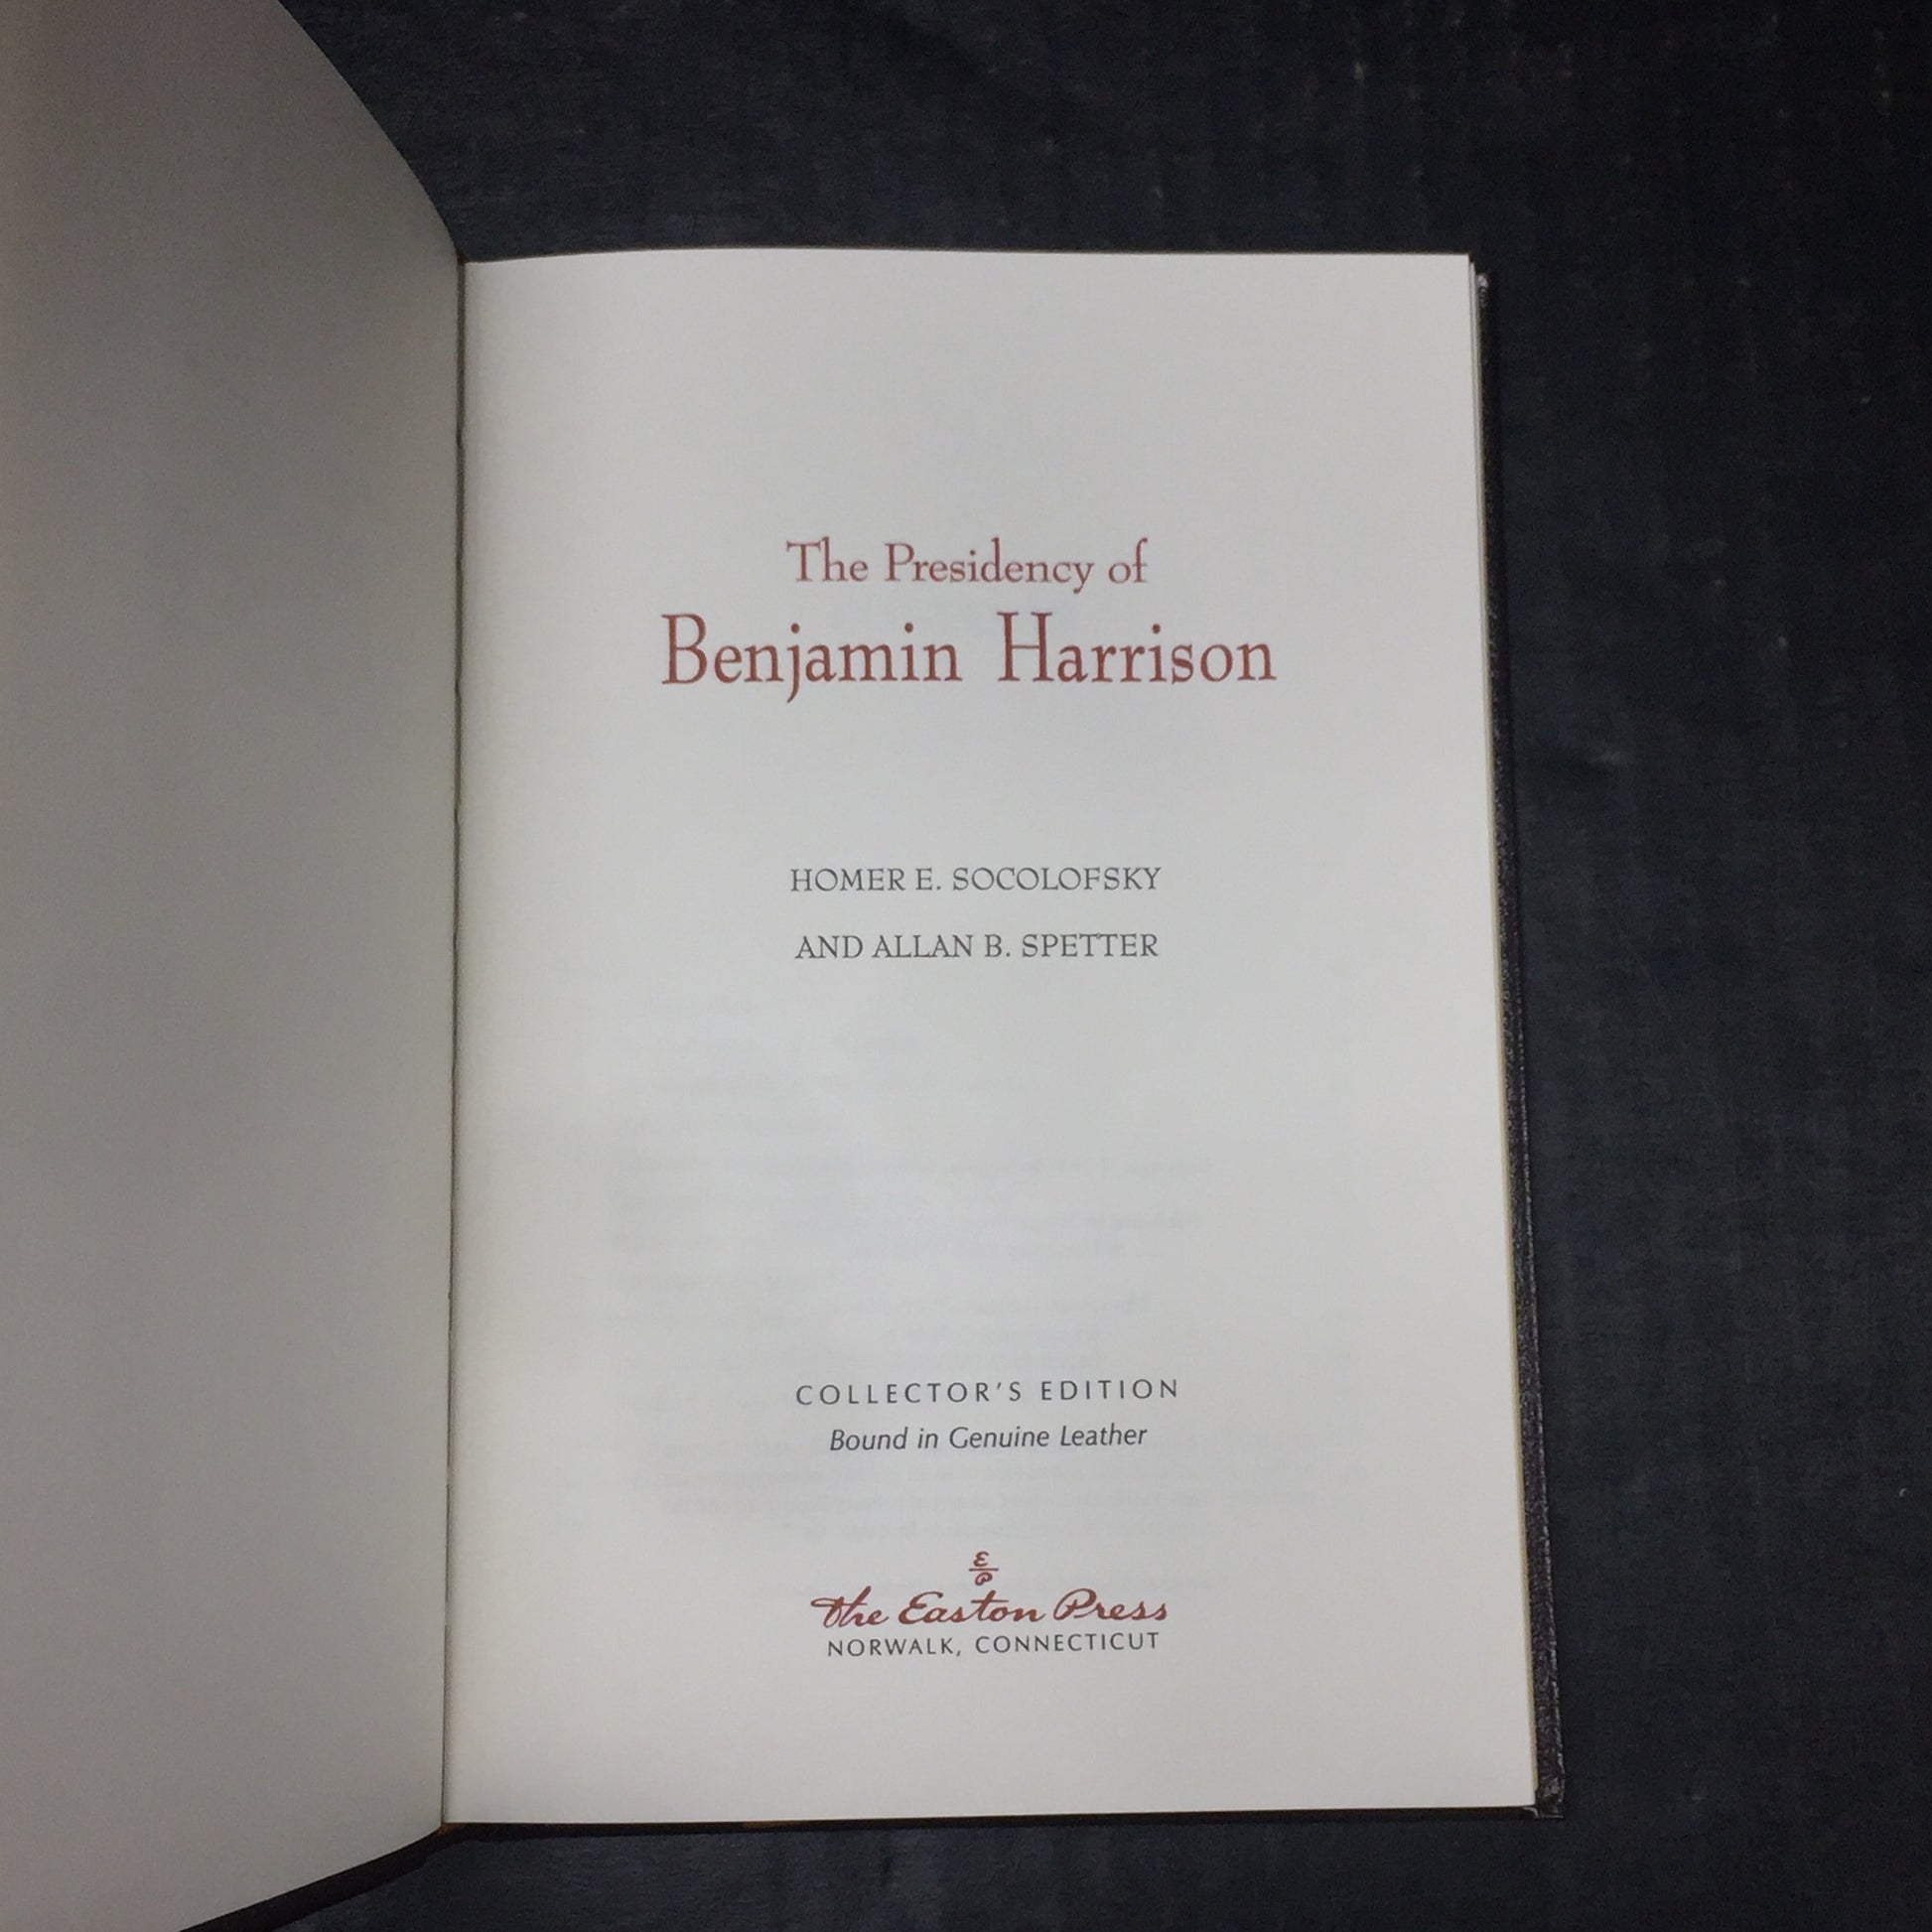 The Presidency of
Benjamin Harrison
HOMER E. SOCOLOFSKY
AND ALLAN B. SPETTER
COLLECTOR'S EDITION
Bound in Genuine Leather
E
P
The Easton Press
NORWALK, CONNECTICUT